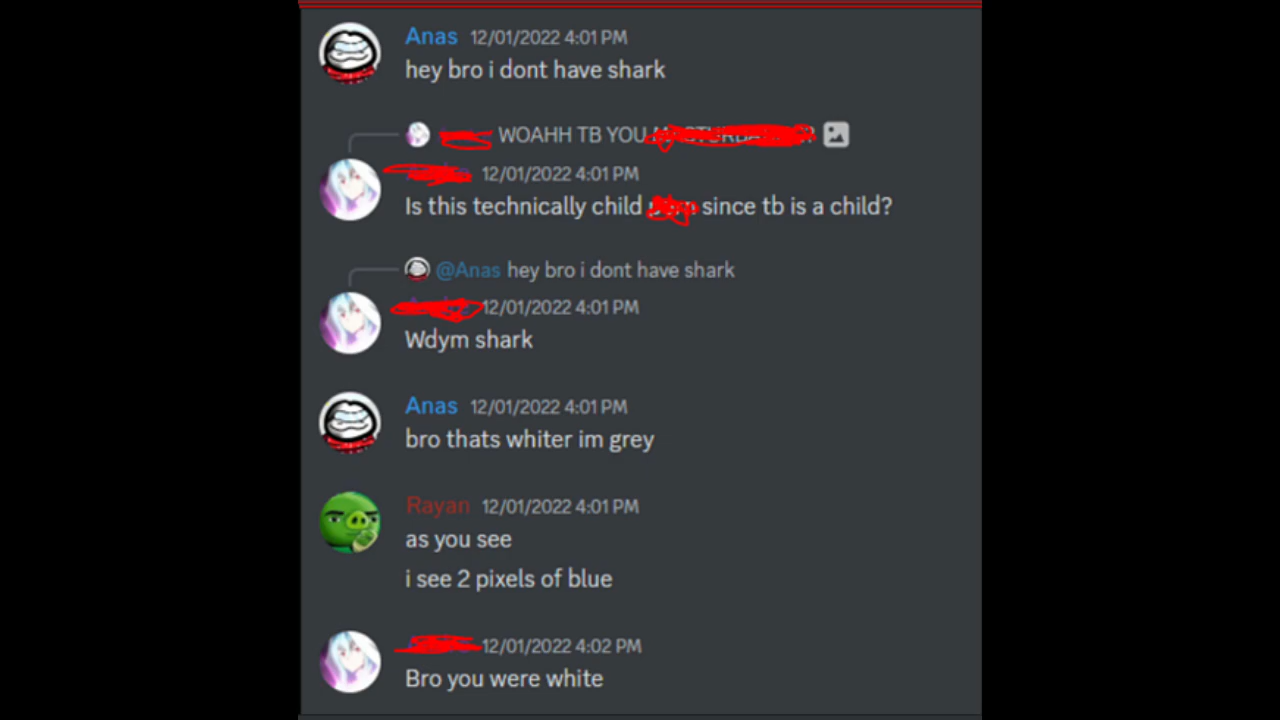 Anas 12/01/2022 4:01 PM
hey bro i dont have shark
WOAHH TB YOU
12/01/2022 4:01 PM
Is this technically child since tb is a child?
@Anas hey bro i dont have shark
12/01/2022 4:01 PM
Wdym shark
Anas 12/01/2022 4:01 PM
bro thats whiter im grey
Rayan 12/01/2022 4:01 PM
as you see
i see 2 pixels of blue
12/01/2022 4:02 PM
Bro you were white